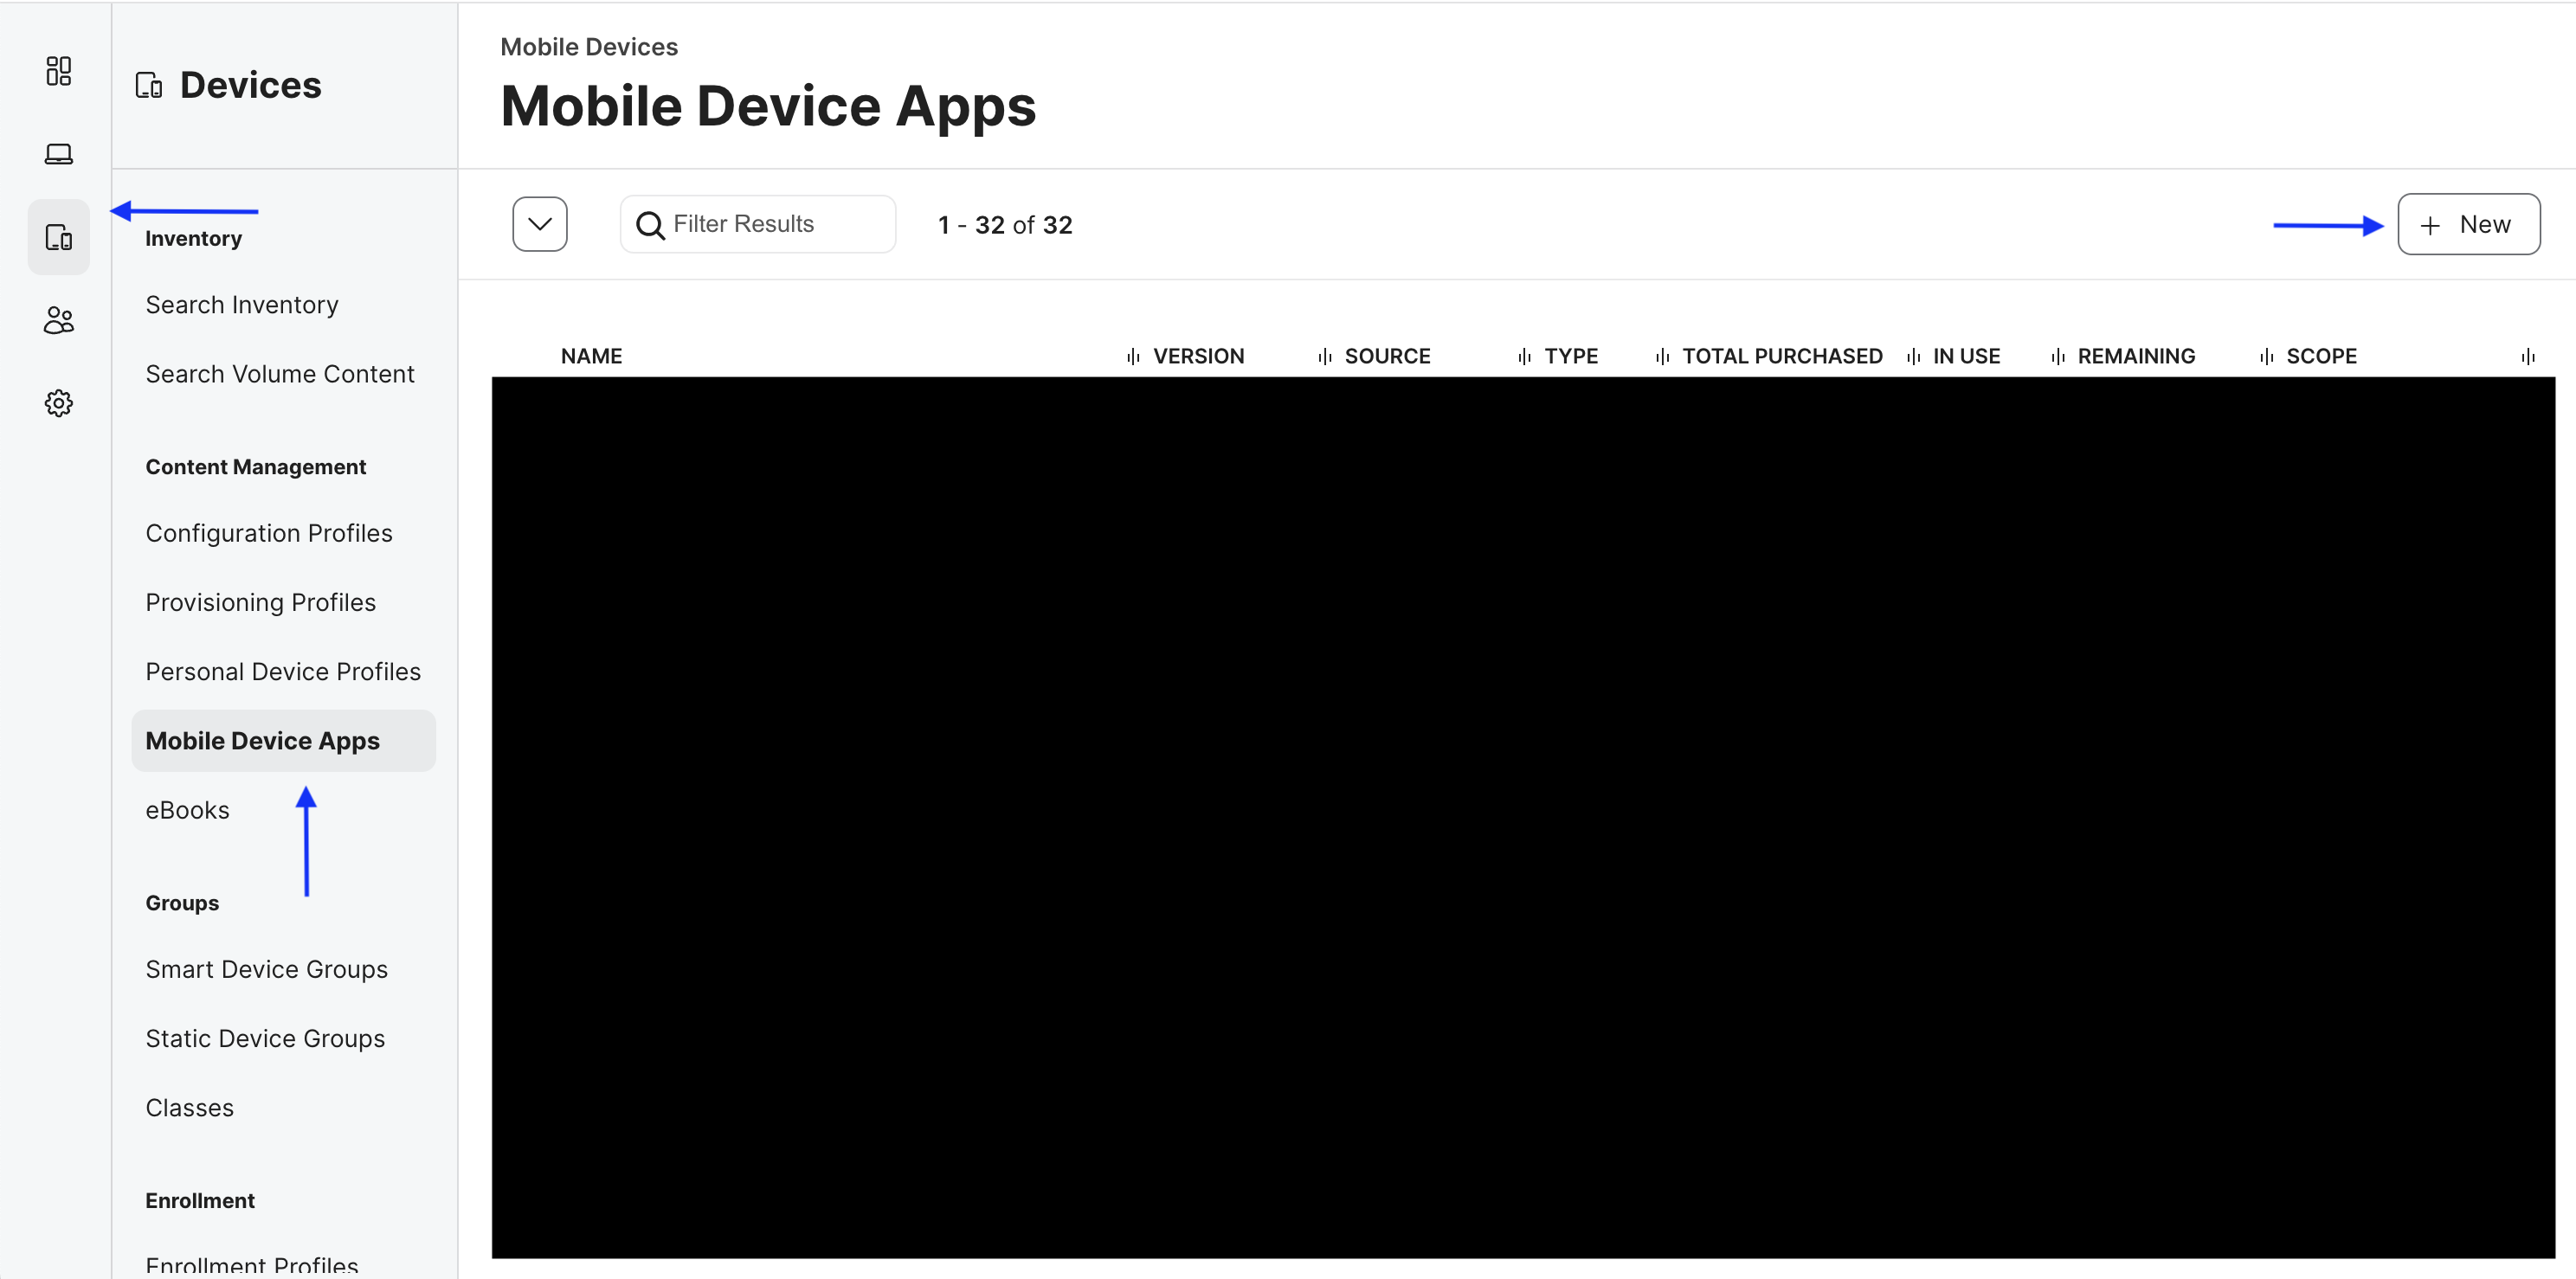 Devices
Inventory
Search Inventory
Search Volume Content
Content Management
Configuration Profiles
Provisioning Profiles
Personal Device Profiles
Mobile Device Apps
eBooks
Groups
Smart Device Groups
Static Device Groups
Classes
Enrollment
Enrollment Profiles
Mobile Devices
Mobile Device Apps
Filter Results
1 - 32 of 32
+ New
NAME VERSION SOURCE TYPE TOTAL PURCHASED IN USE REMAINING SCOPE